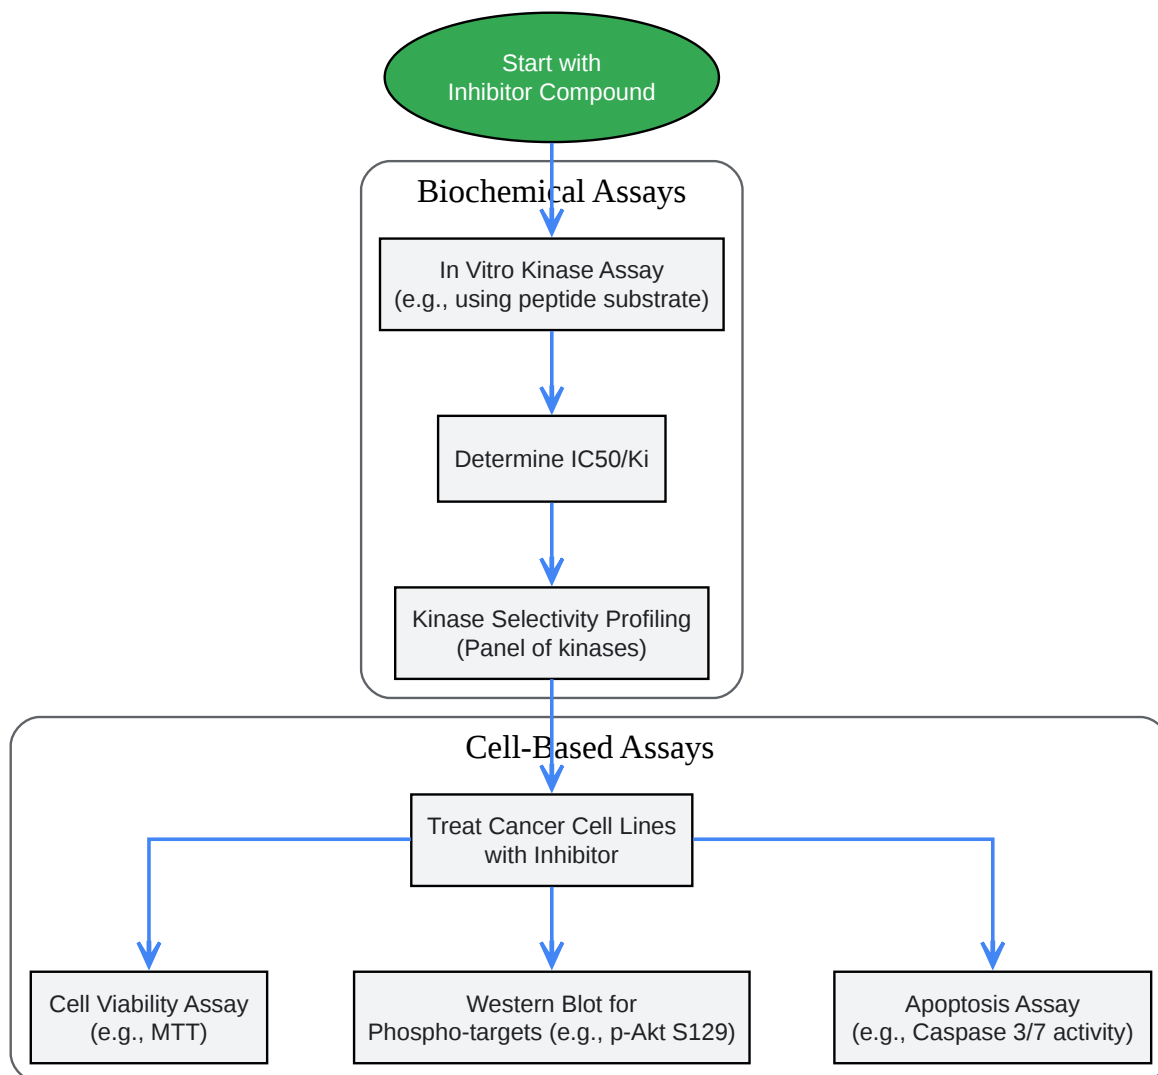 Start with
Inhibitor Compound
Biochemical Assays
In Vitro Kinase Assay
(e.g., using peptide substrate)
Determine IC50/Ki
Kinase Selectivity Profiling
(Panel of kinases)
Cell-Based Assays
Treat Cancer Cell Lines
with Inhibitor
Cell Viability Assay
(e.g., MTT)
Western Blot for
Phospho-targets (e.g., p-Akt S129)
Apoptosis Assay
(e.g., Caspase 3/7 activity)